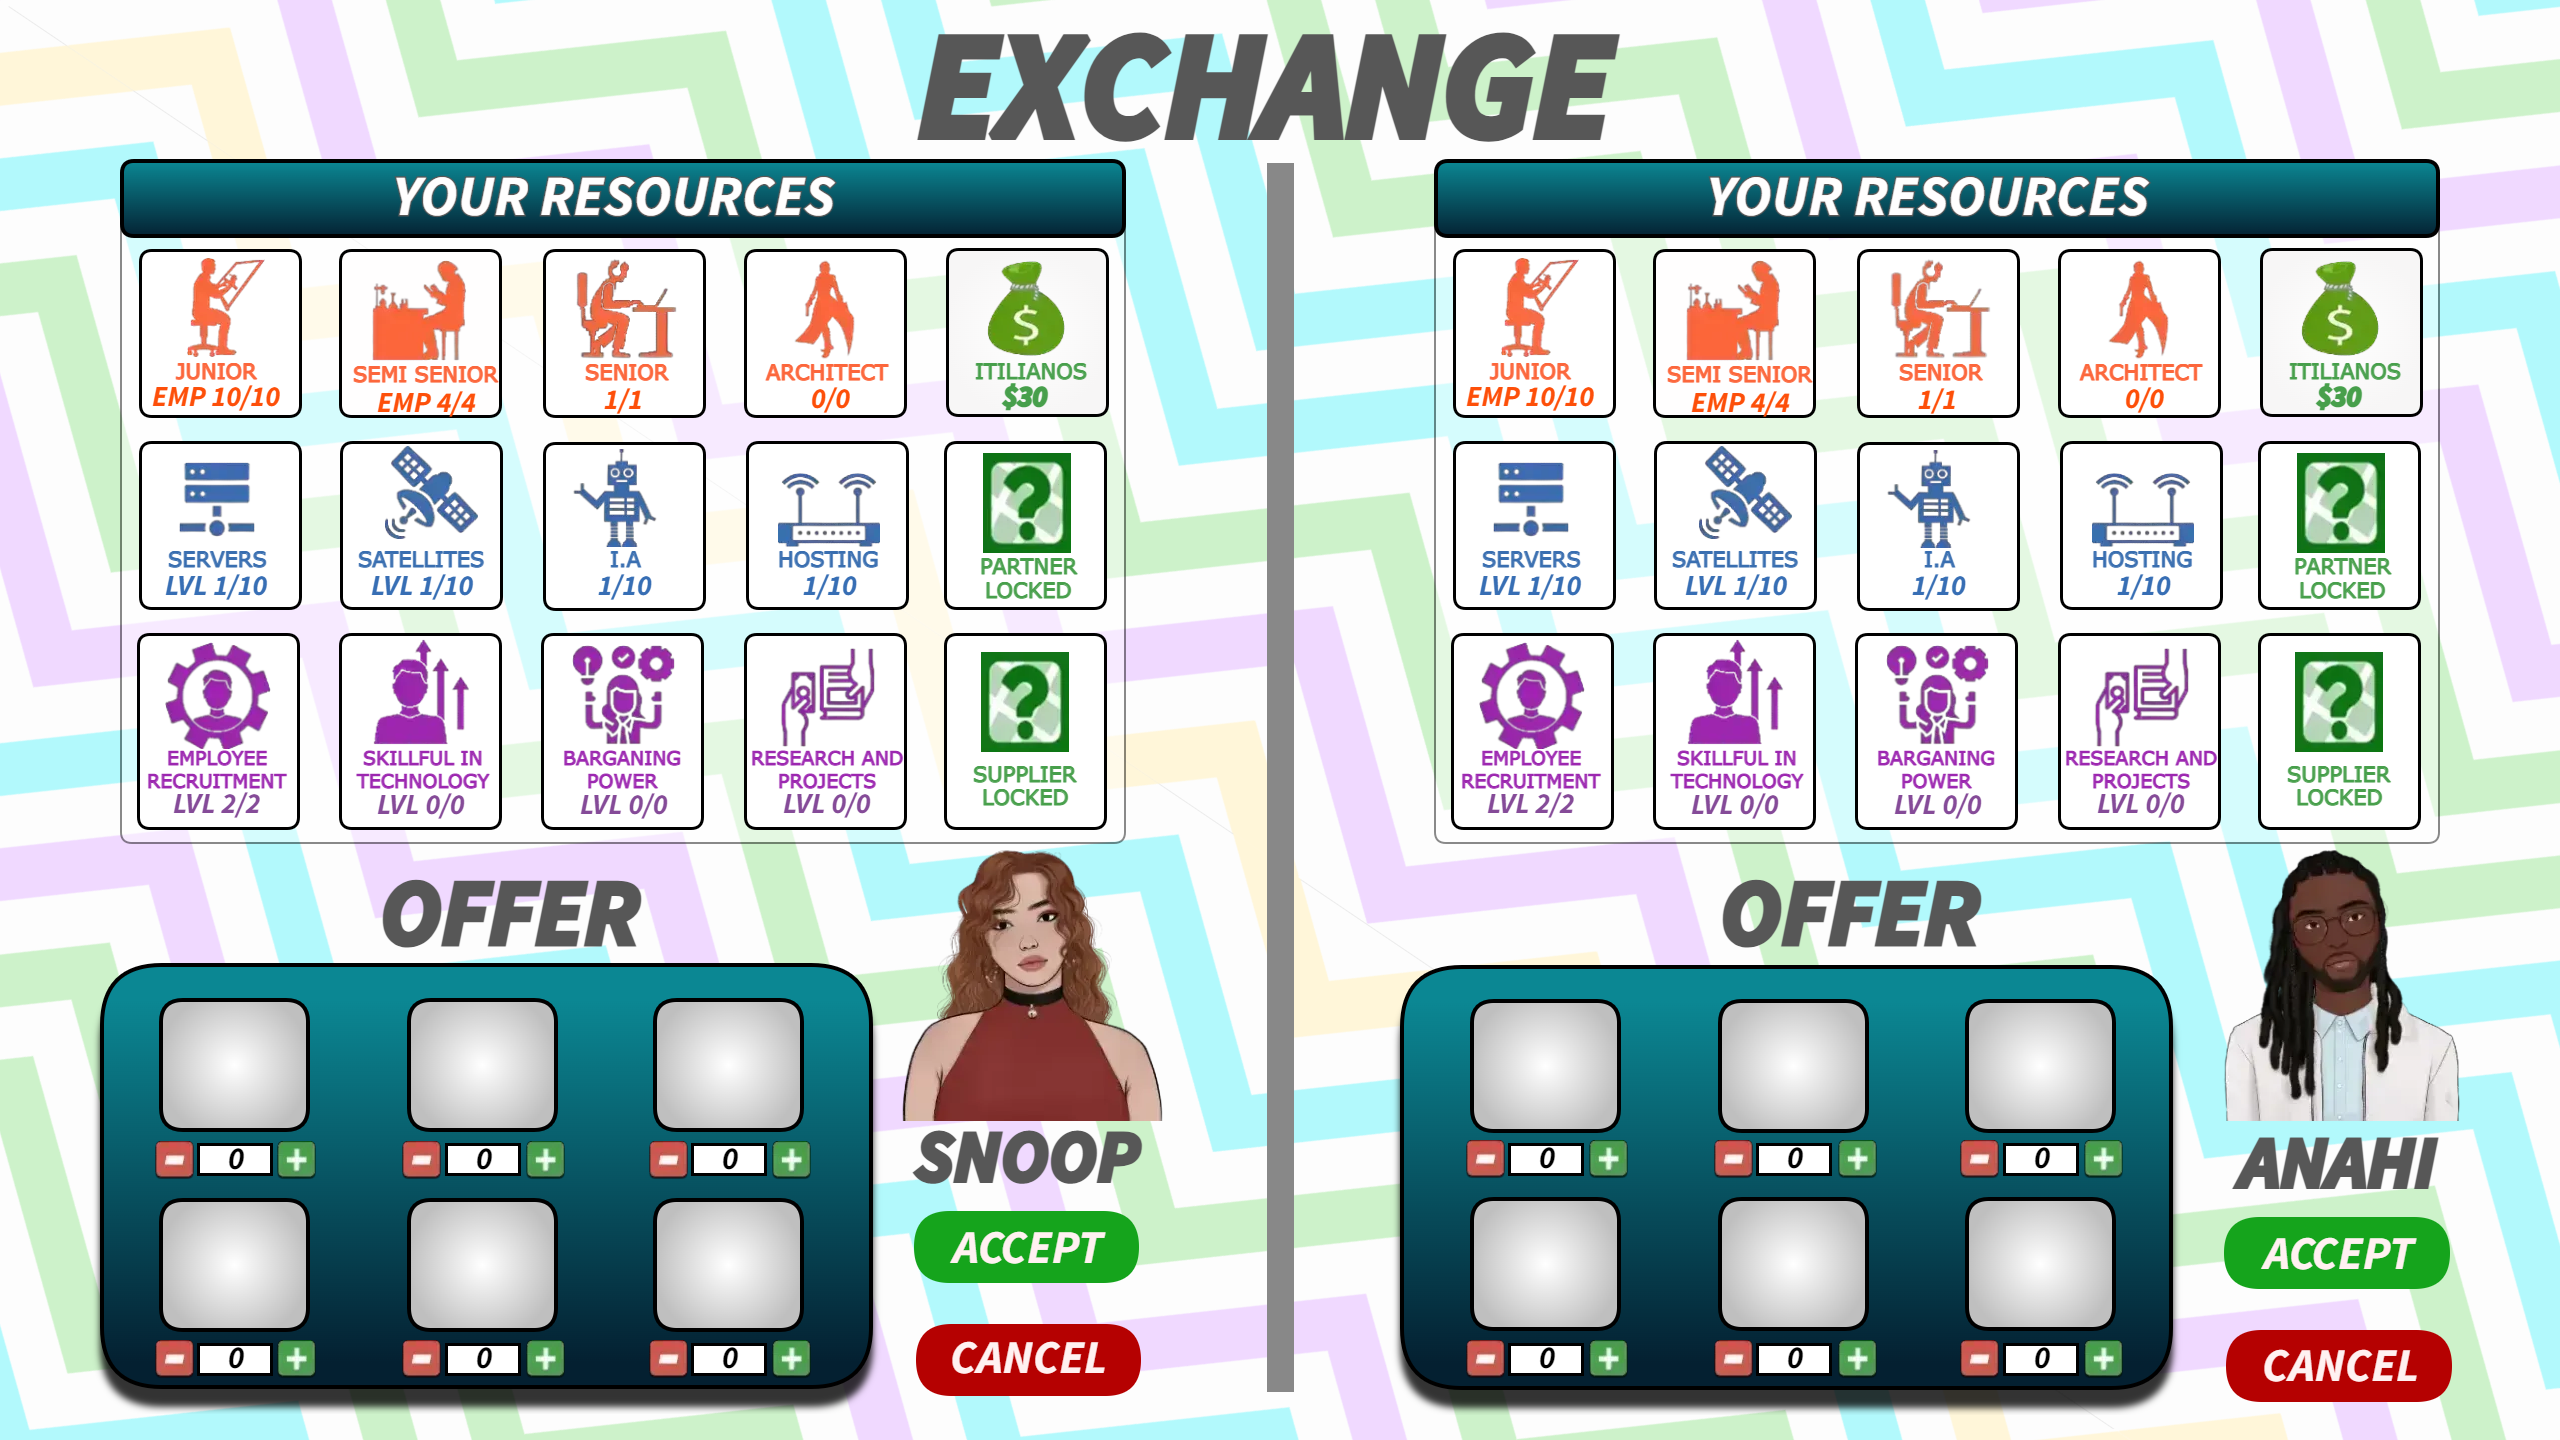 EXCHANGE
YOUR RESOURCES
JUNIOR
EMP 10/10
SEMI SENIOR
EMP 4/4
SENIOR
1/1
ARCHITECT
0/0
$
ITILIANOS
$30
SERVERS
LVL 1/10
SATELLITES
LVL 1/10
I.A
1/10
HOSTING
1/10
?
PARTNER
LOCKED
EMPLOYEE
RECRUITMENT
LVL 2/2
SKILLFUL IN
TECHNOLOGY
LVL 0/0
BARGANING
POWER
LVL 0/0
RESEARCH AND
PROJECTS
LVL 0/0
?
SUPPLIER
LOCKED
OFFER
0
0
0
0
0
0
SNOOP
ACCEPT
CANCEL
YOUR RESOURCES
JUNIOR
EMP 10/10
SEMI SENIOR
EMP 4/4
SENIOR
1/1
ARCHITECT
0/0
$
ITILIANOS
$30
SERVERS
LVL 1/10
SATELLITES
LVL 1/10
I.A
1/10
HOSTING
1/10
?
PARTNER
LOCKED
EMPLOYEE
RECRUITMENT
LVL 2/2
SKILLFUL IN
TECHNOLOGY
LVL 0/0
BARGANING
POWER
LVL 0/0
RESEARCH AND
PROJECTS
LVL 0/0
?
SUPPLIER
LOCKED
OFFER
0
0
0
0
0
0
ANAHI
ACCEPT
CANCEL